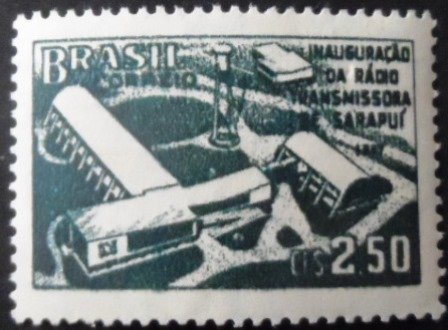 BRASIL
CORREIO
INAUGURAÇÃO
DA RÁDIO
TRANSMISSORA
DE SARAPUÍ
CR$ 2.50